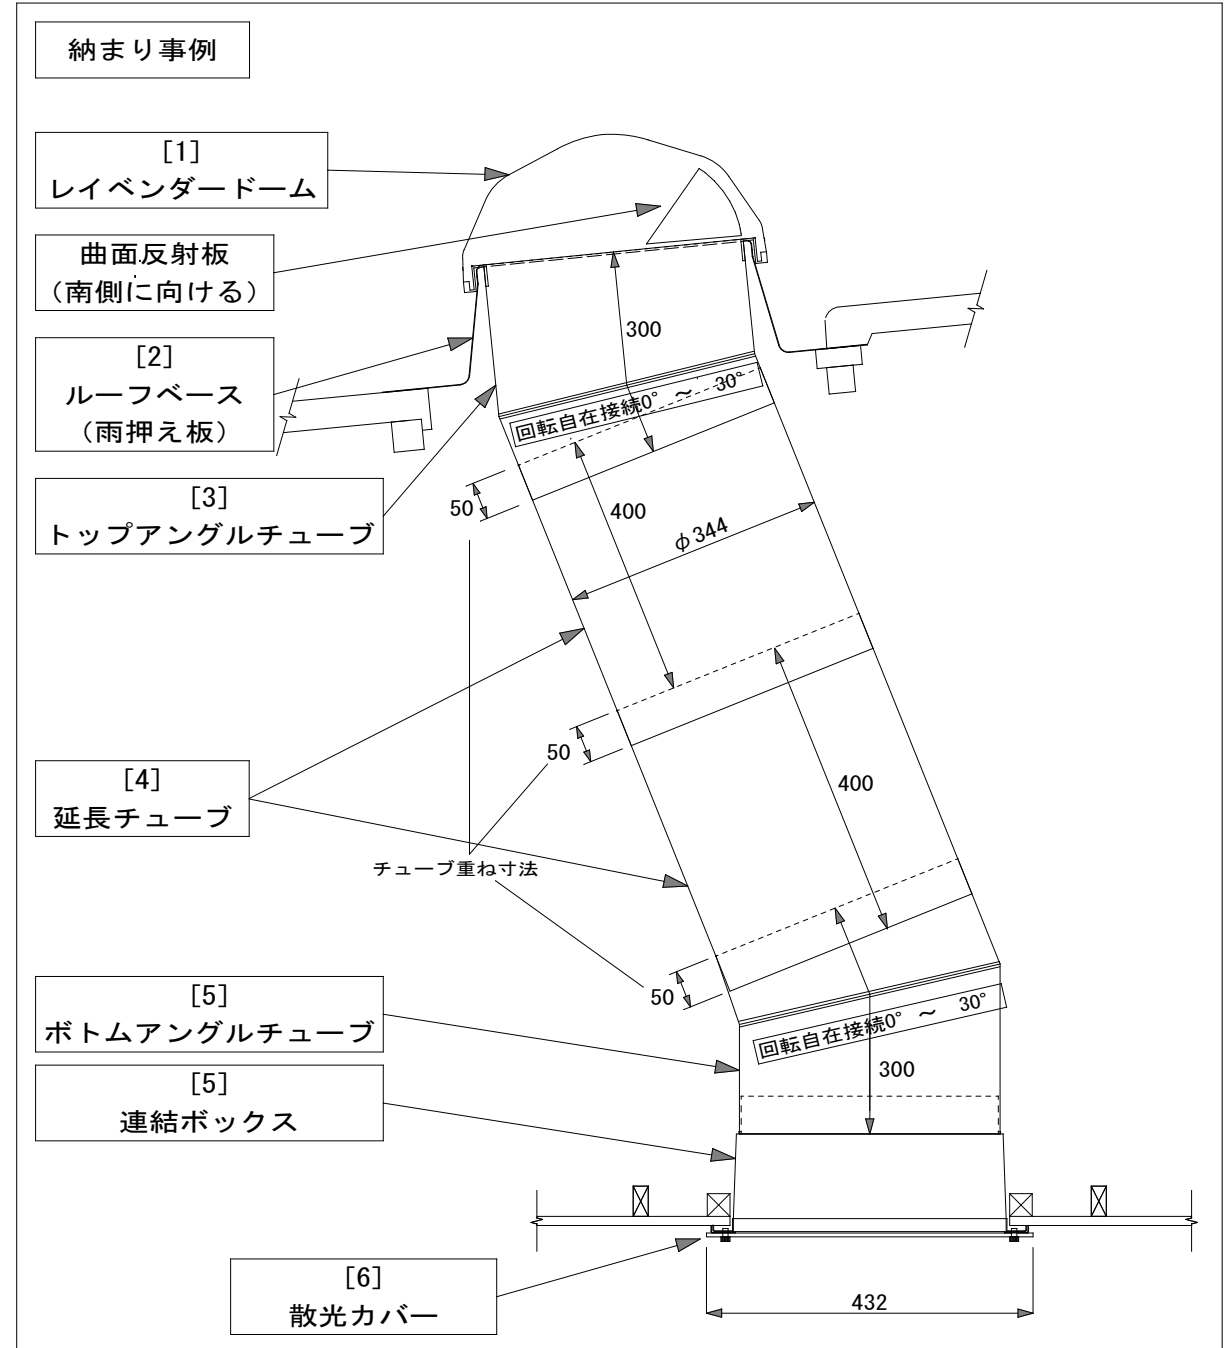 納まり事例
[1]
レイベンダードーム
曲面反射板
（南側に向ける）
[2]
ルーフベース
（雨押え板）
[3]
トップアングルチューブ
300
回転自在接続0° ～ 30°
50
400
φ344
50
[4]
延長チューブ
400
チューブ重ね寸法
50
[5]
ボトムアングルチューブ
回転自在接続0° ～ 30°
300
[5]
連結ボックス
[6]
散光カバー
432